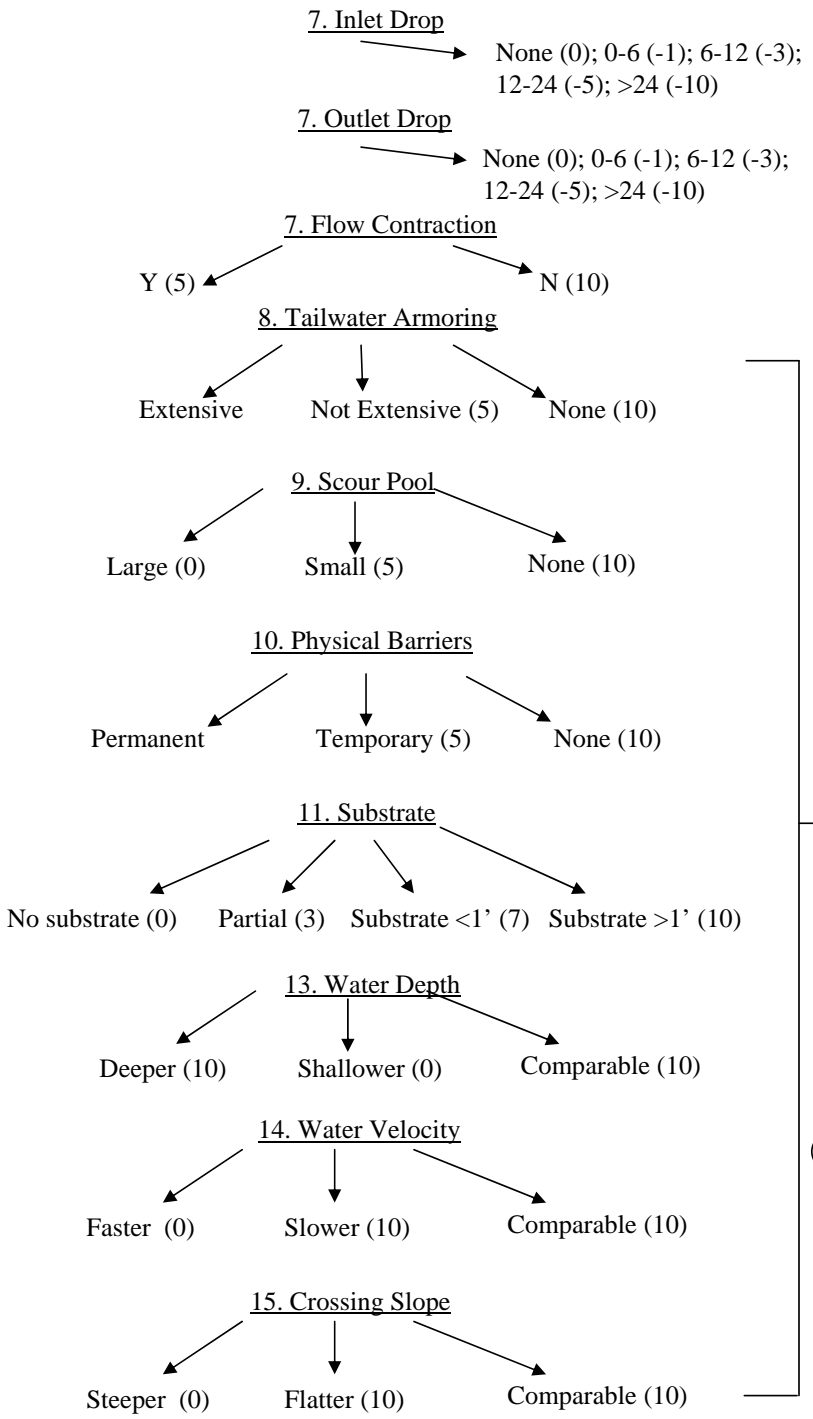 7. Inlet Drop
None (0); 0-6 (-1); 6-12 (-3);
12-24 (-5); >24 (-10)
7. Outlet Drop
None (0); 0-6 (-1); 6-12 (-3);
12-24 (-5); >24 (-10)
7. Flow Contraction
Y (5) N (10)
8. Tailwater Armoring
Extensive Not Extensive (5) None (10)
9. Scour Pool
Large (0) Small (5) None (10)
10. Physical Barriers
Permanent Temporary (5) None (10)
11. Substrate
No substrate (0) Partial (3) Substrate <1’ (7) Substrate >1’ (10)
13. Water Depth
Deeper (10) Shallower (0) Comparable (10)
14. Water Velocity
(
Faster (0) Slower (10) Comparable (10)
15. Crossing Slope
Steeper (0) Flatter (10) Comparable (10)